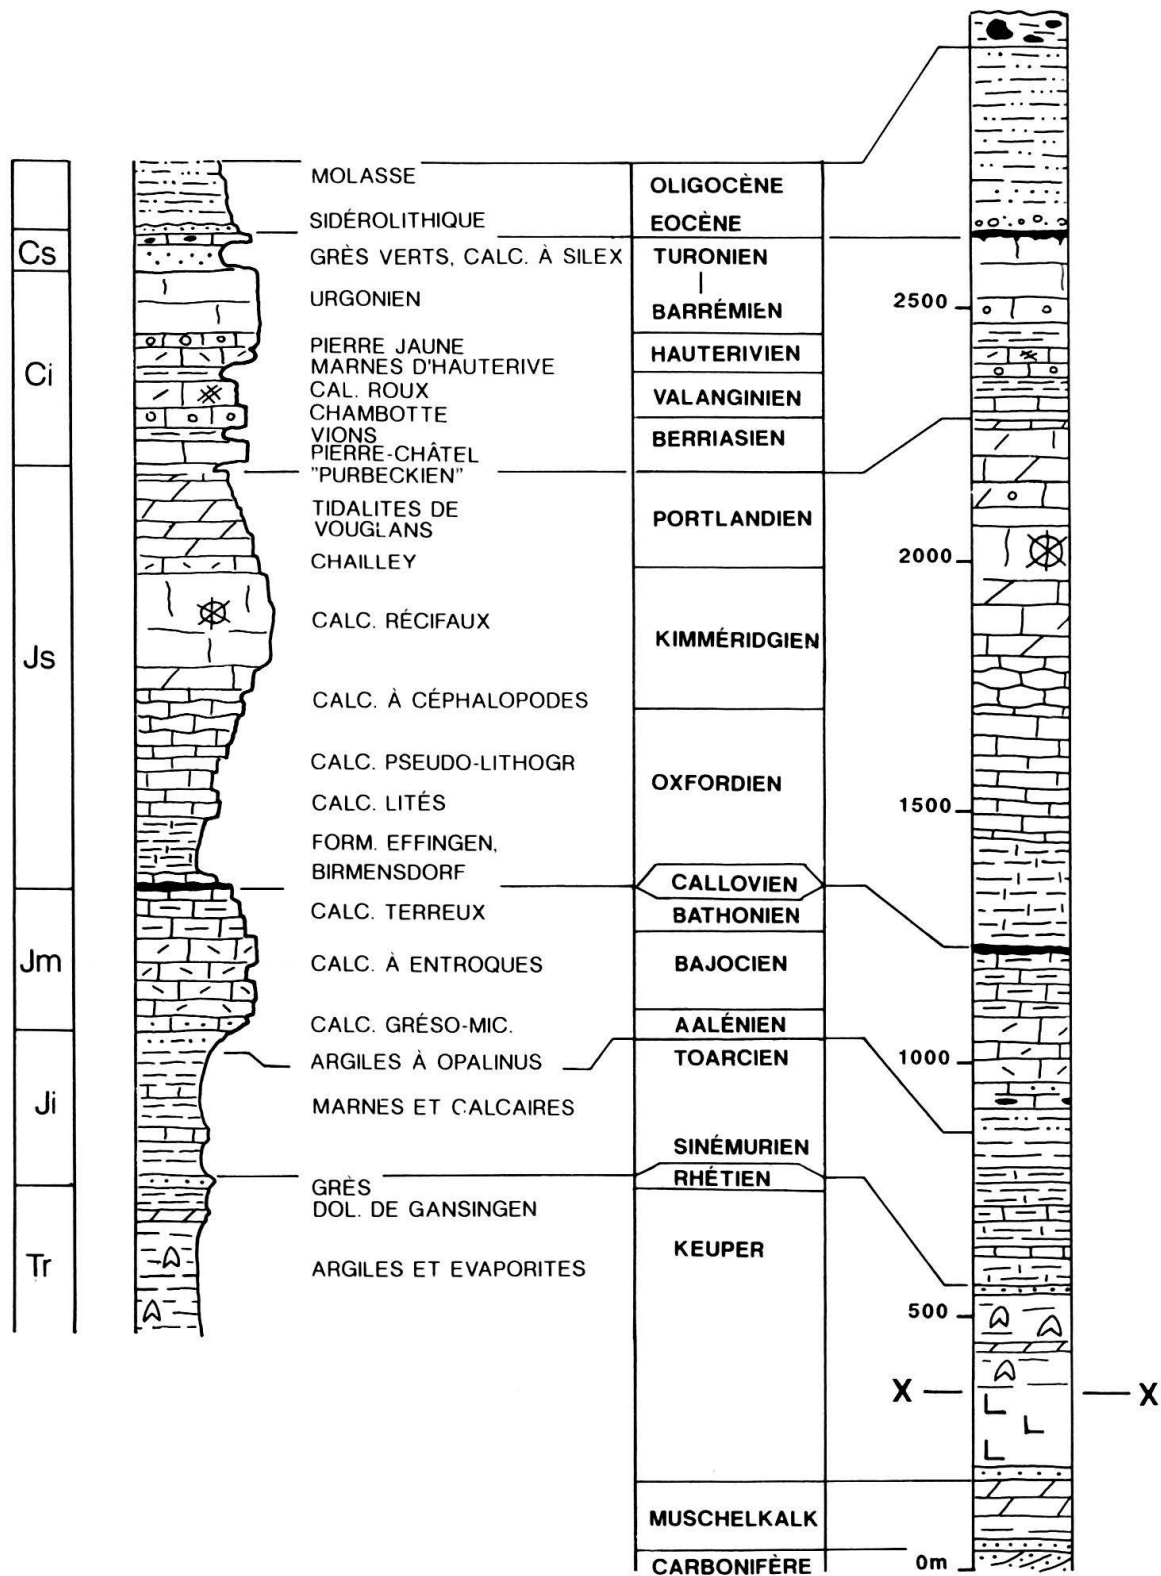 Cs
Ci
Js
Jm
Ji
Tr
MOLASSE
SIDÉROLITHIQUE
GRÈS VERTS, CALC. À SILEX
URGONIEN
PIERRE JAUNE
MARNES D'HAUTERIVE
CAL. ROUX
CHAMBOTTE
VIONS
PIERRE-CHÂTEL
"PURBECKIEN"
TIDALITES DE
VOUGLANS
CHAILLEY
CALC. RÉCIFAUX
CALC. À CÉPHALOPODES
CALC. PSEUDO-LITHOGR
CALC. LITÉS
FORM. EFFINGEN,
BIRMENSDORF
CALC. TERREUX
CALC. À ENTROQUES
CALC. GRÉSO-MIC.
ARGILES À OPALINUS
MARNES ET CALCAIRES
GRÈS
DOL. DE GANSINGEN
ARGILES ET EVAPORITES
OLIGOCÈNE
EOCÈNE
TURONIEN
BARRÉMIEN
HAUTERIVIEN
VALANGINIEN
BERRIASIEN
PORTLANDIEN
KIMMÉRIDGIEN
OXFORDIEN
CALLOVIEN
BATHONIEN
BAJOCIEN
AALÉNIEN
TOARCIEN
SINÉMURIEN
RHÉTIEN
KEUPER
MUSCHELKALK
CARBONIFÈRE
2500
2000
1500
1000
500
X X
0m